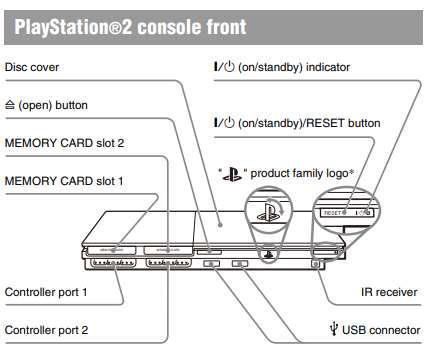 PlayStation®2 console front
Disc cover
I/⏻ (on/standby) indicator
⏏ (open) button
I/⏻ (on/standby)/RESET button
MEMORY CARD slot 2
" " product family logo*
MEMORY CARD slot 1
RESET
I/⏻
Controller port 1
IR receiver
Controller port 2
USB connector